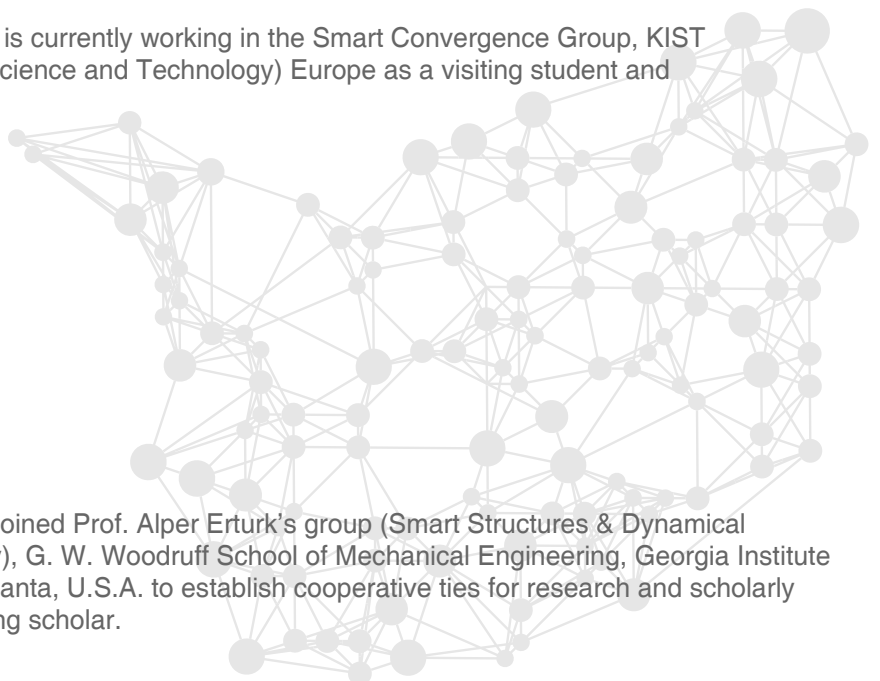 is currently working in the Smart Convergence Group, KIST
cience and Technology) Europe as a visiting student and
oined Prof. Alper Erturk's group (Smart Structures & Dynamical
), G. W. Woodruff School of Mechanical Engineering, Georgia Institute
anta, U.S.A. to establish cooperative ties for research and scholarly
ng scholar.